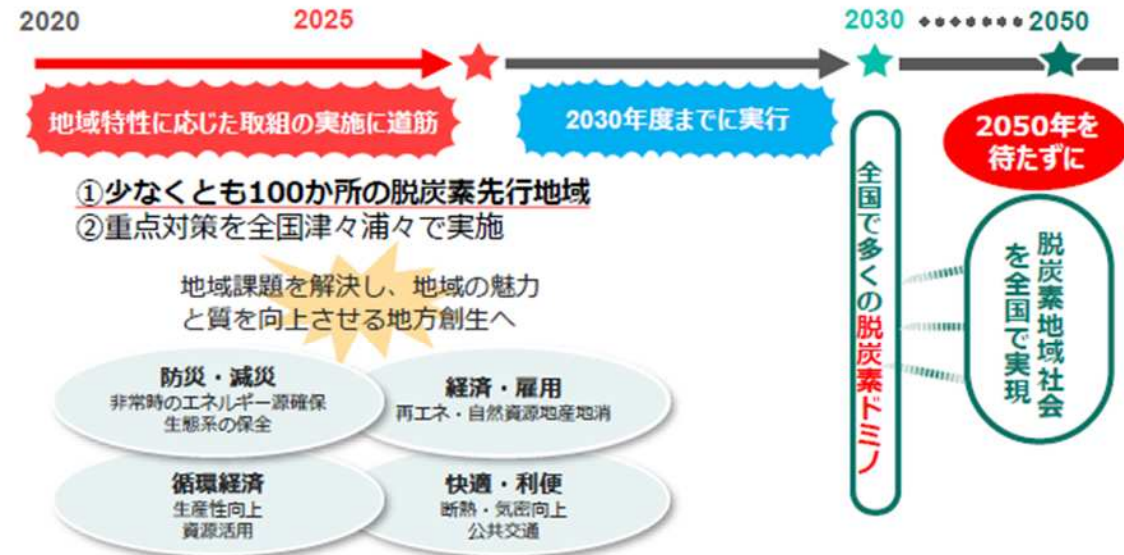 2020
2025
2030
2050
地域特性に応じた取組の実施に道筋
2030年度までに実行
①少なくとも100か所の脱炭素先行地域
②重点対策を全国津々浦々で実施
地域課題を解決し、地域の魅力
と質を向上させる地方創生へ
防災・減災
非常時のエネルギー源確保
生態系の保全
経済・雇用
再エネ・自然資源地産地消
循環経済
生産性向上
資源活用
快適・利便
断熱・気密向上
公共交通
全国で多くの脱炭素ドミノ
2050年を
待たずに
脱炭素地域社会
を全国で実現